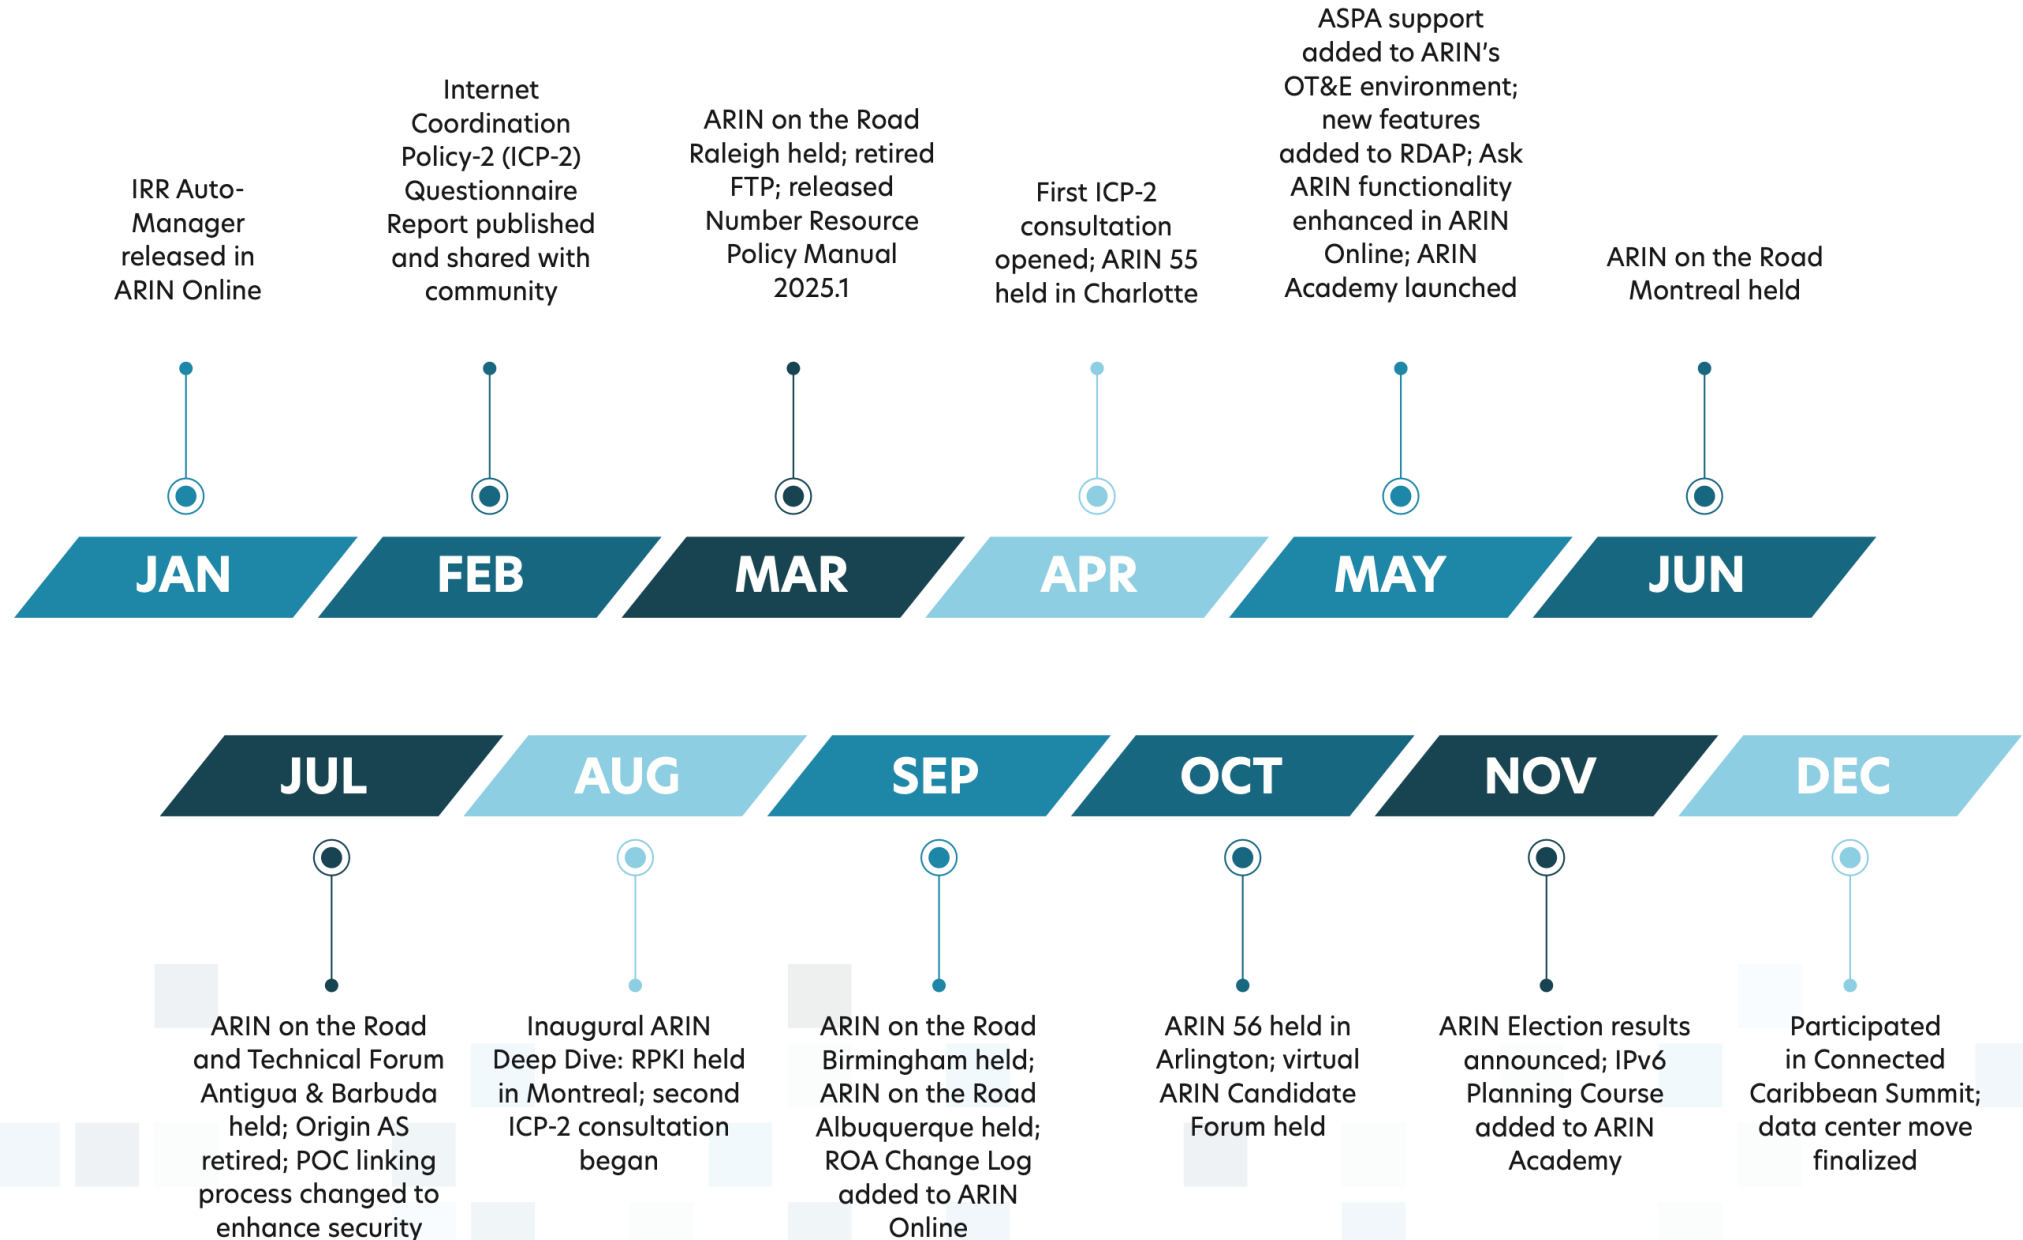 IRR Auto-
Manager
released in
ARIN Online
Internet
Coordination
Policy-2 (ICP-2)
Questionnaire
Report published
and shared with
community
ARIN on the Road
Raleigh held; retired
FTP; released
Number Resource
Policy Manual
2025.1
First ICP-2
consultation
opened; ARIN 55
held in Charlotte
ASPA support
added to ARIN’s
OT&E environment;
new features
added to RDAP; Ask
ARIN functionality
enhanced in ARIN
Online; ARIN
Academy launched
ARIN on the Road
Montreal held
JAN
FEB
MAR
APR
MAY
JUN
JUL
AUG
SEP
OCT
NOV
DEC
ARIN on the Road
and Technical Forum
Antigua & Barbuda
held; Origin AS
retired; POC linking
process changed to
enhance security
Inaugural ARIN
Deep Dive: RPKI held
in Montreal; second
ICP-2 consultation
began
ARIN on the Road
Birmingham held;
ARIN on the Road
Albuquerque held;
ROA Change Log
added to ARIN
Online
ARIN 56 held in
Arlington; virtual
ARIN Candidate
Forum held
ARIN Election results
announced; IPv6
Planning Course
added to ARIN
Academy
Participated
in Connected
Caribbean Summit;
data center move
finalized